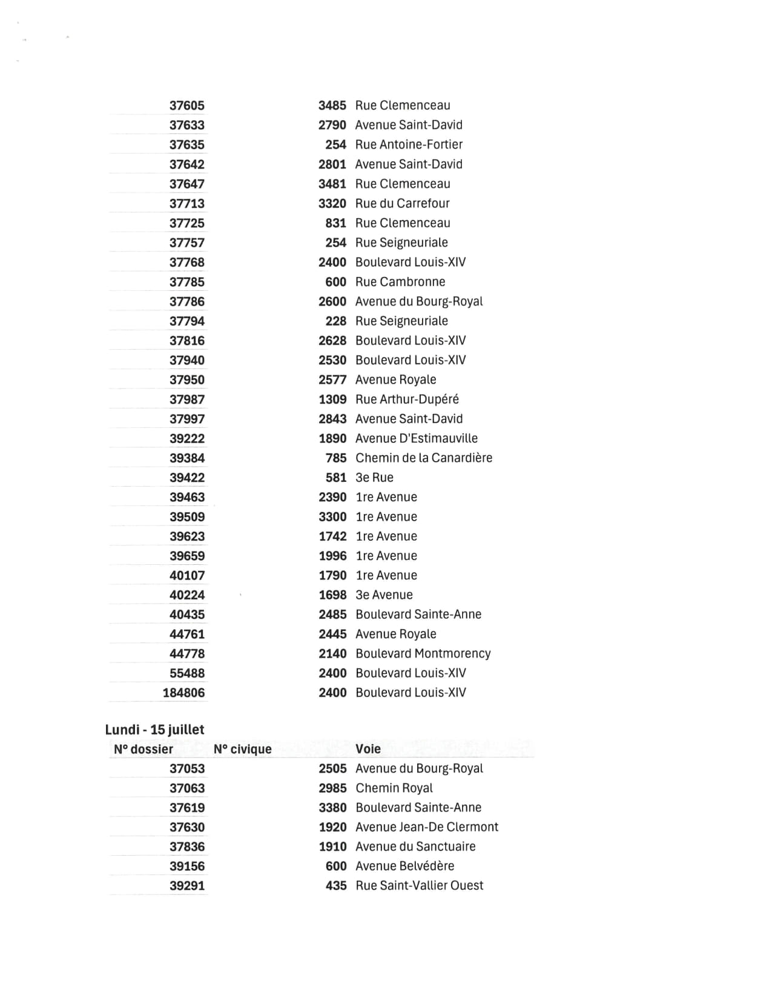 37605 3485 Rue Clemenceau
37633 2790 Avenue Saint-David
37635 254 Rue Antoine-Fortier
37642 2801 Avenue Saint-David
37647 3481 Rue Clemenceau
37713 3320 Rue du Carrefour
37725 831 Rue Clemenceau
37757 254 Rue Seigneuriale
37768 2400 Boulevard Louis-XIV
37785 600 Rue Cambronne
37786 2600 Avenue du Bourg-Royal
37794 228 Rue Seigneuriale
37816 2628 Boulevard Louis-XIV
37940 2530 Boulevard Louis-XIV
37950 2577 Avenue Royale
37987 1309 Rue Arthur-Dupéré
37997 2843 Avenue Saint-David
39222 1890 Avenue D'Estimauville
39384 785 Chemin de la Canardière
39422 581 3e Rue
39463 2390 1re Avenue
39509 3300 1re Avenue
39623 1742 1re Avenue
39659 1996 1re Avenue
40107 1790 1re Avenue
40224 1698 3e Avenue
40435 2485 Boulevard Sainte-Anne
44761 2445 Avenue Royale
44778 2140 Boulevard Montmorency
55488 2400 Boulevard Louis-XIV
184806 2400 Boulevard Louis-XIV
Lundi - 15 juillet
N° dossier N° civique Voie
37053 2505 Avenue du Bourg-Royal
37063 2985 Chemin Royal
37619 3380 Boulevard Sainte-Anne
37630 1920 Avenue Jean-De Clermont
37836 1910 Avenue du Sanctuaire
39156 600 Avenue Belvédère
39291 435 Rue Saint-Vallier Ouest